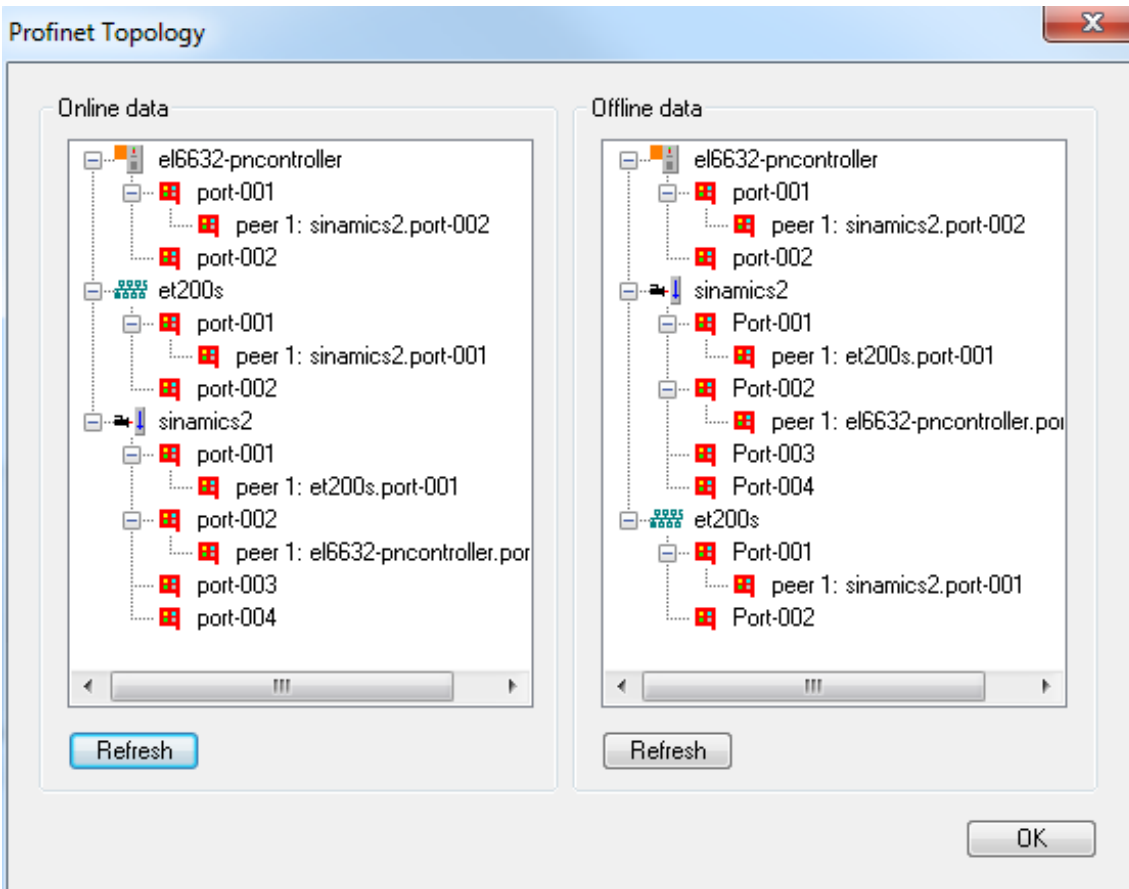 Profinet Topology
Online data
el6632-pncontroller
port-001
peer 1: sinamics2.port-002
port-002
et200s
port-001
peer 1: sinamics2.port-001
port-002
sinamics2
port-001
peer 1: et200s.port-001
port-002
peer 1: el6632-pncontroller.por
port-003
port-004
Refresh
Offline data
el6632-pncontroller
port-001
peer 1: sinamics2.port-002
port-002
sinamics2
Port-001
peer 1: et200s.port-001
Port-002
peer 1: el6632-pncontroller.por
Port-003
Port-004
et200s
Port-001
peer 1: sinamics2.port-001
Port-002
Refresh
OK